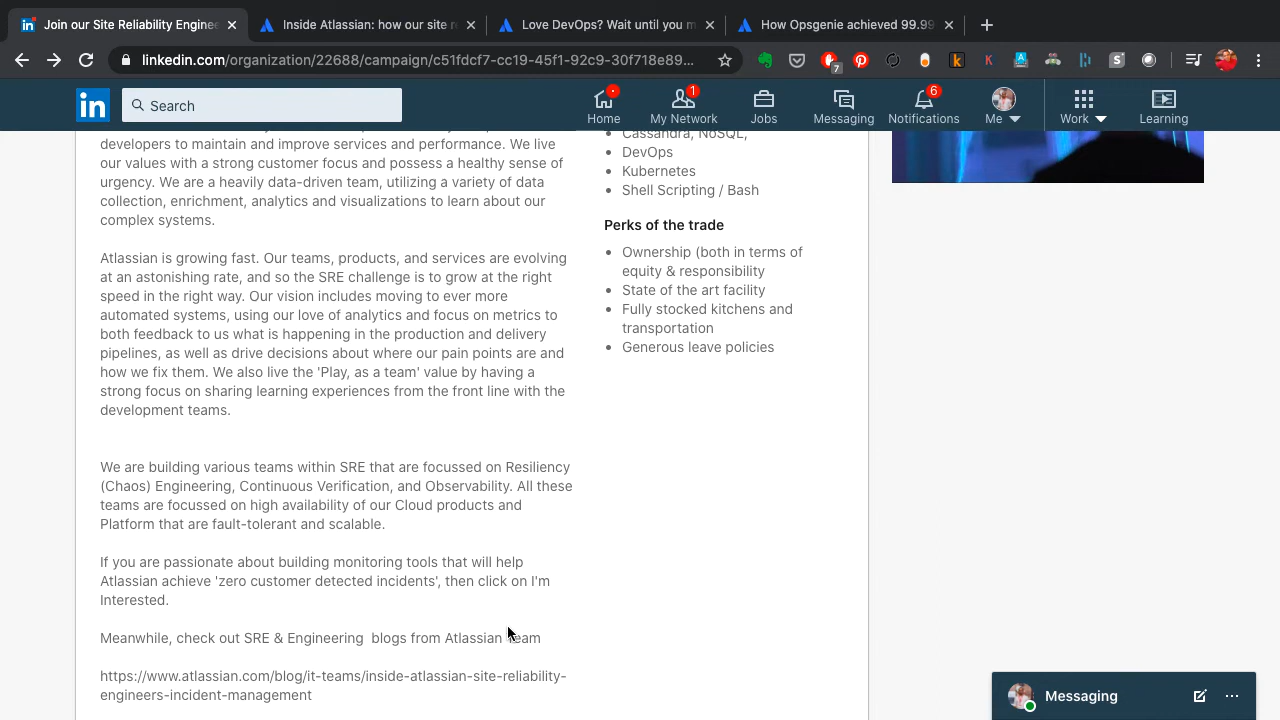 Join our Site Reliability Enginee
Inside Atlassian: how our site r
Love DevOps? Wait until you m
How Opsgenie achieved 99.99
linkedin.com/organization/22688/campaign/c51fdcf7-cc19-45f1-92c9-30f718e89...
7
in
Search
1
6
Home
My Network
Jobs
Messaging
Notifications
Me
Work
Learning
developers to maintain and improve services and performance. We live
our values with a strong customer focus and possess a healthy sense of
urgency. We are a heavily data-driven team, utilizing a variety of data
collection, enrichment, analytics and visualizations to learn about our
complex systems.
Atlassian is growing fast. Our teams, products, and services are evolving
at an astonishing rate, and so the SRE challenge is to grow at the right
speed in the right way. Our vision includes moving to ever more
automated systems, using our love of analytics and focus on metrics to
both feedback to us what is happening in the production and delivery
pipelines, as well as drive decisions about where our pain points are and
how we fix them. We also live the 'Play, as a team' value by having a
strong focus on sharing learning experiences from the front line with the
development teams.
We are building various teams within SRE that are focussed on Resiliency
(Chaos) Engineering, Continuous Verification, and Observability. All these
teams are focussed on high availability of our Cloud products and
Platform that are fault-tolerant and scalable.
If you are passionate about building monitoring tools that will help
Atlassian achieve 'zero customer detected incidents', then click on I'm
Interested.
Meanwhile, check out SRE & Engineering  blogs from Atlassian team
https://www.atlassian.com/blog/it-teams/inside-atlassian-site-reliability-
engineers-incident-management
Cassandra, NoSQL,
DevOps
Kubernetes
Shell Scripting / Bash
Perks of the trade
Ownership (both in terms of
equity & responsibility
State of the art facility
Fully stocked kitchens and
transportation
Generous leave policies
Messaging